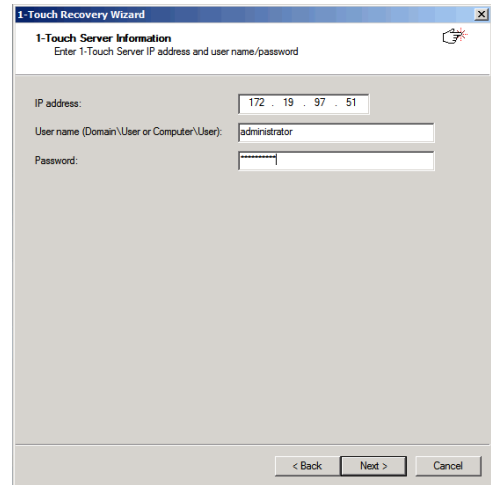 1-Touch Recovery Wizard
1-Touch Server Information
Enter 1-Touch Server IP address and user name/password
IP address: 172 . 19 . 97 . 51
User name (Domain\User or Computer\User): administrator
Password: **********
< Back Next > Cancel